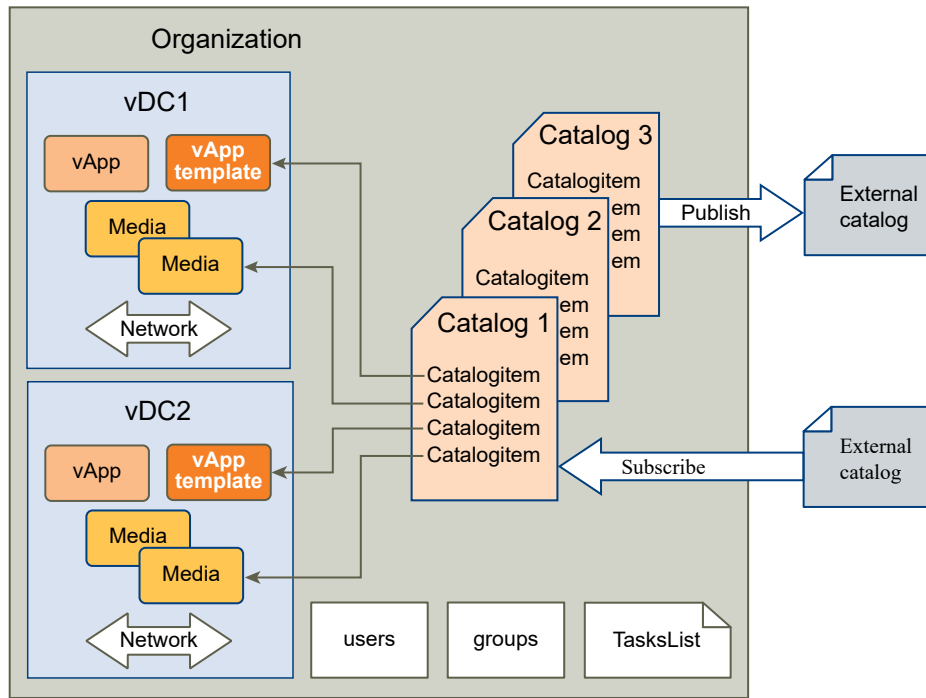 Organization
vDC1
vApp
vApp
template
Media
Media
Network
vDC2
vApp
vApp
template
Media
Media
Network
Catalog 3
Catalogitem
em
em
em
Catalog 2
Catalogitem
em
em
em
Catalog 1
Catalogitem
Catalogitem
Catalogitem
Catalogitem
Publish
External
catalog
Subscribe
External
catalog
users
groups
TasksList